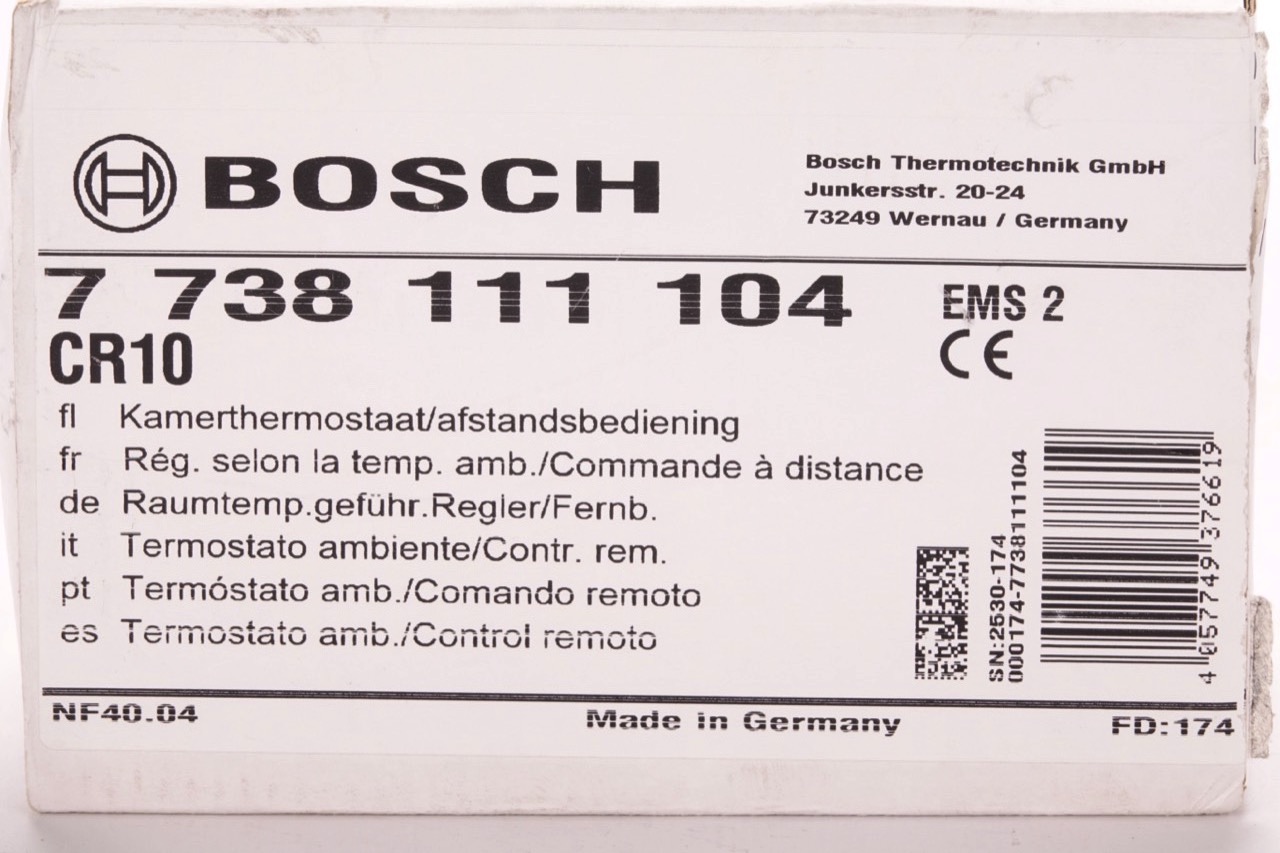 BOSCH
Bosch Thermotechnik GmbH
Junkersstr. 20-24
73249 Wernau / Germany
7 738 111 104
EMS 2
CR10
CE
fl Kamerthermostaat/afstandsbediening
fr Rég. selon la temp. amb./Commande à distance
de Raumtemp.geführ.Regler/Fernb.
it Termostato ambiente/Contr. rem.
pt Termóstato amb./Comando remoto
es Termostato amb./Control remoto
SN:2530-174
000174-7738111104
4 057749 376619
NF40.04
Made in Germany
FD:174